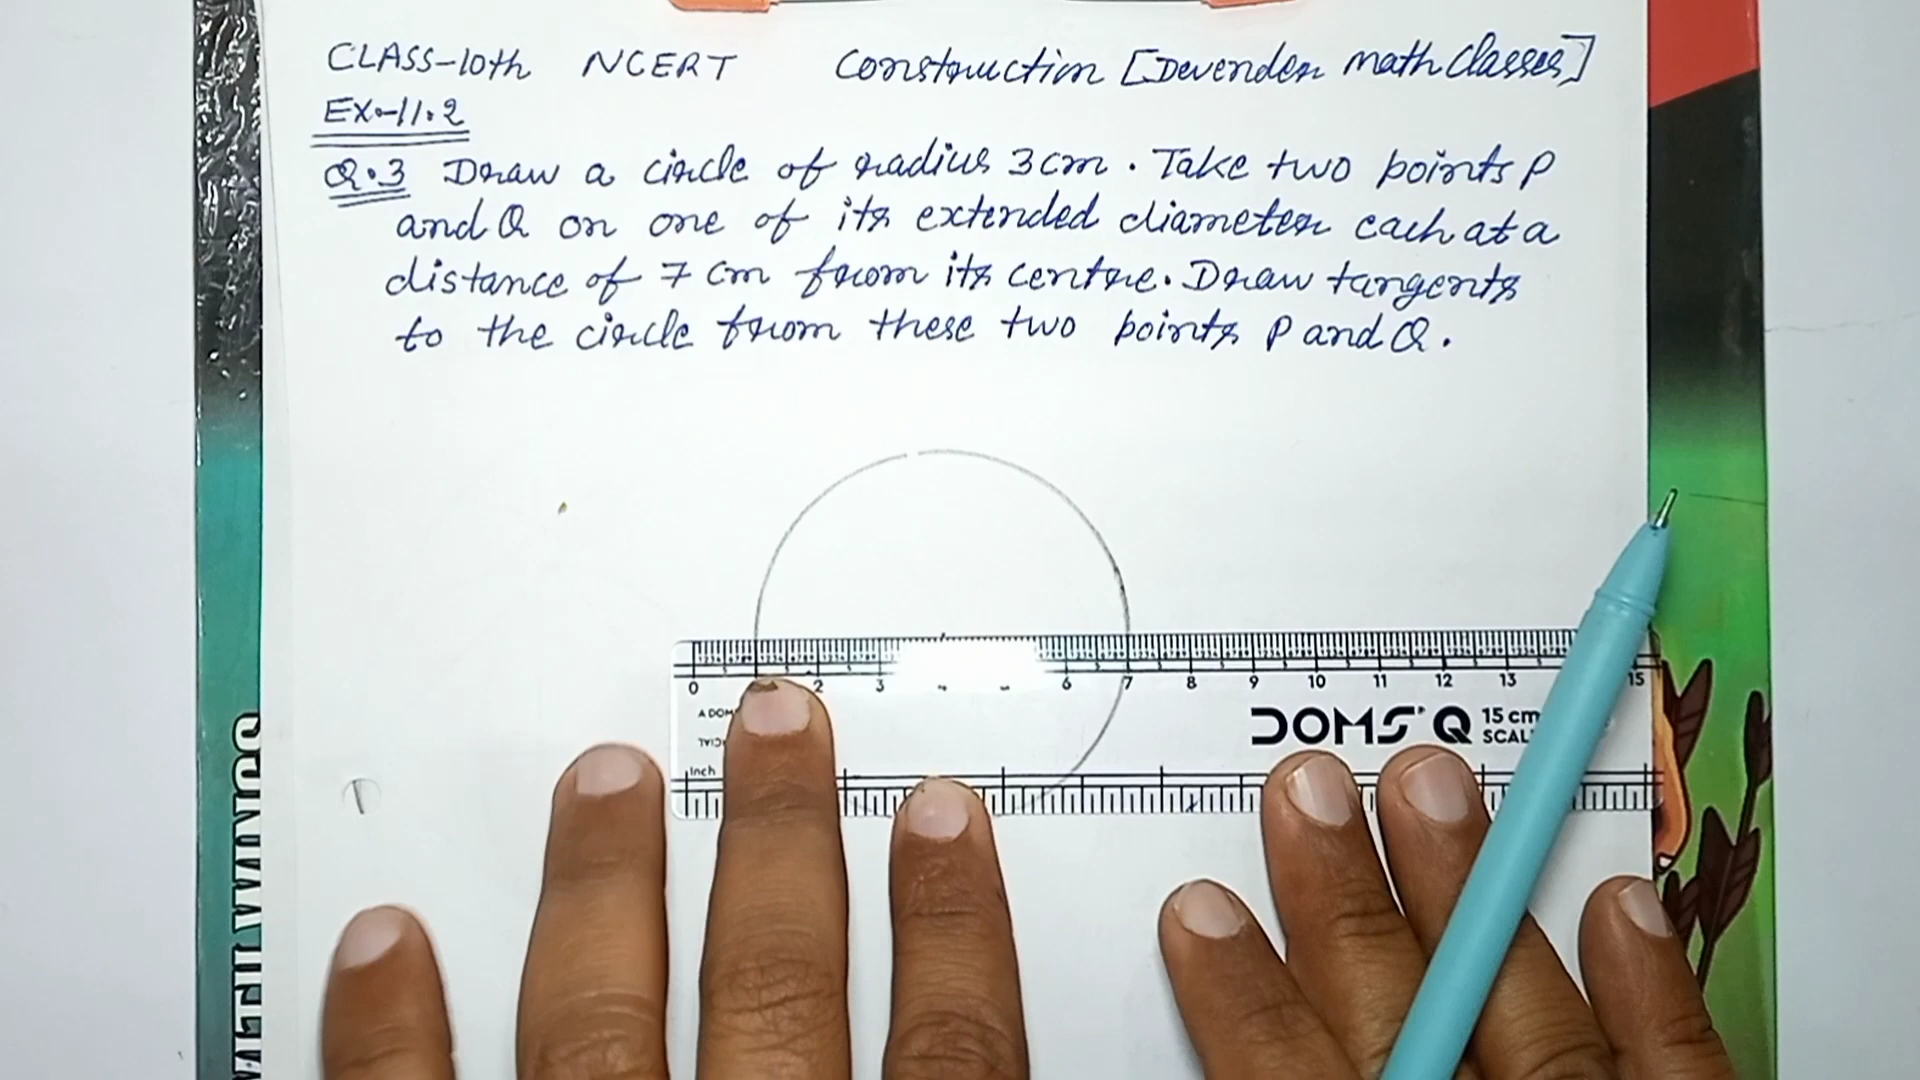 CLASS-10th NCERT Construction [Devender math Classes]
EX.-11.2
Q.3 Draw a circle of radius 3cm. Take two points P
and Q on one of its extended diameter each at a
distance of 7 cm from its centre. Draw tangents
to the circle from these two points P and Q.
0 2 3 6 7 8 9 10 11 12 13 15
A DOM
DOMS Q 15 cm
SCAL
Inch